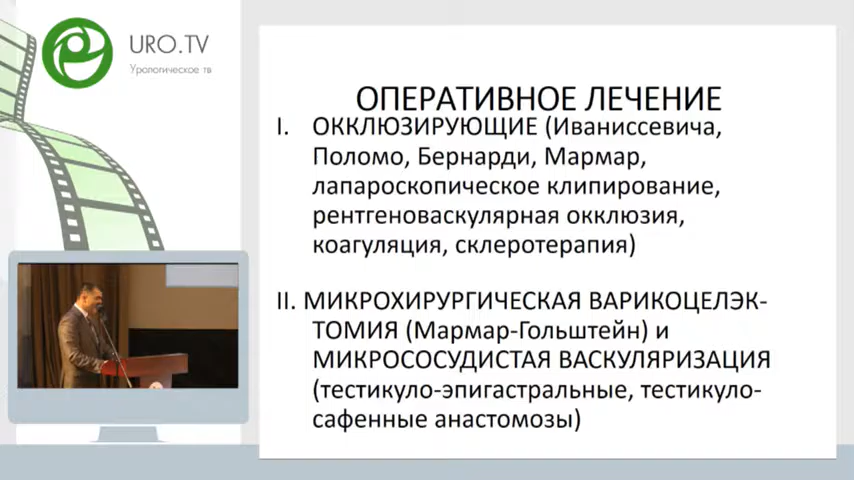 URO.TV
Урологическое тв
ОПЕРАТИВНОЕ ЛЕЧЕНИЕ
I. ОККЛЮЗИРУЮЩИЕ (Иваниссевича,
Поломо, Бернарди, Мармар,
лапароскопическое клипирование,
рентгеноваскулярная окклюзия,
коагуляция, склеротерапия)
II. МИКРОХИРУРГИЧЕСКАЯ ВАРИКОЦЕЛЭК-
ТОМИЯ (Мармар-Гольштейн) и
МИКРОСОСУДИСТАЯ ВАСКУЛЯРИЗАЦИЯ
(тестикуло-эпигастральные, тестикуло-
сафенные анастомозы)